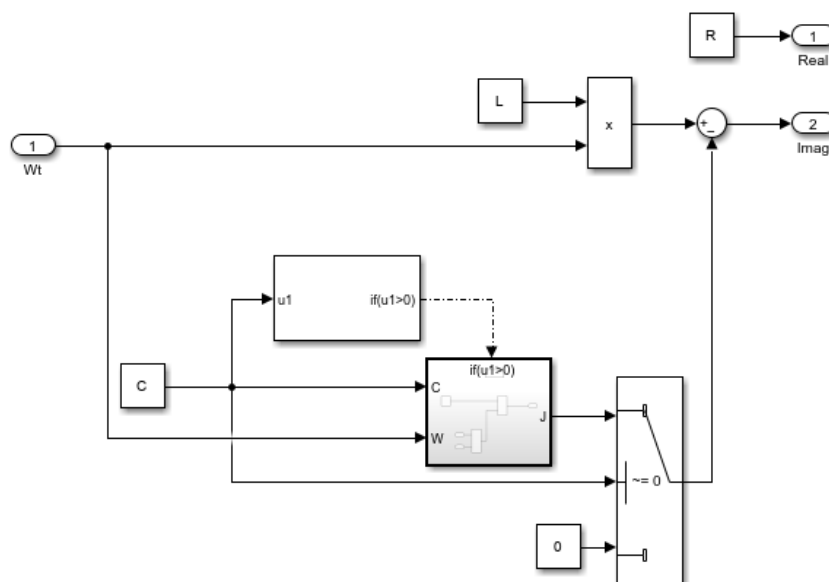 R
1
Real
L
x
+
−
2
Imag
1
Wt
u1
if(u1>0)
C
if(u1>0)
C
J
W
~= 0
0